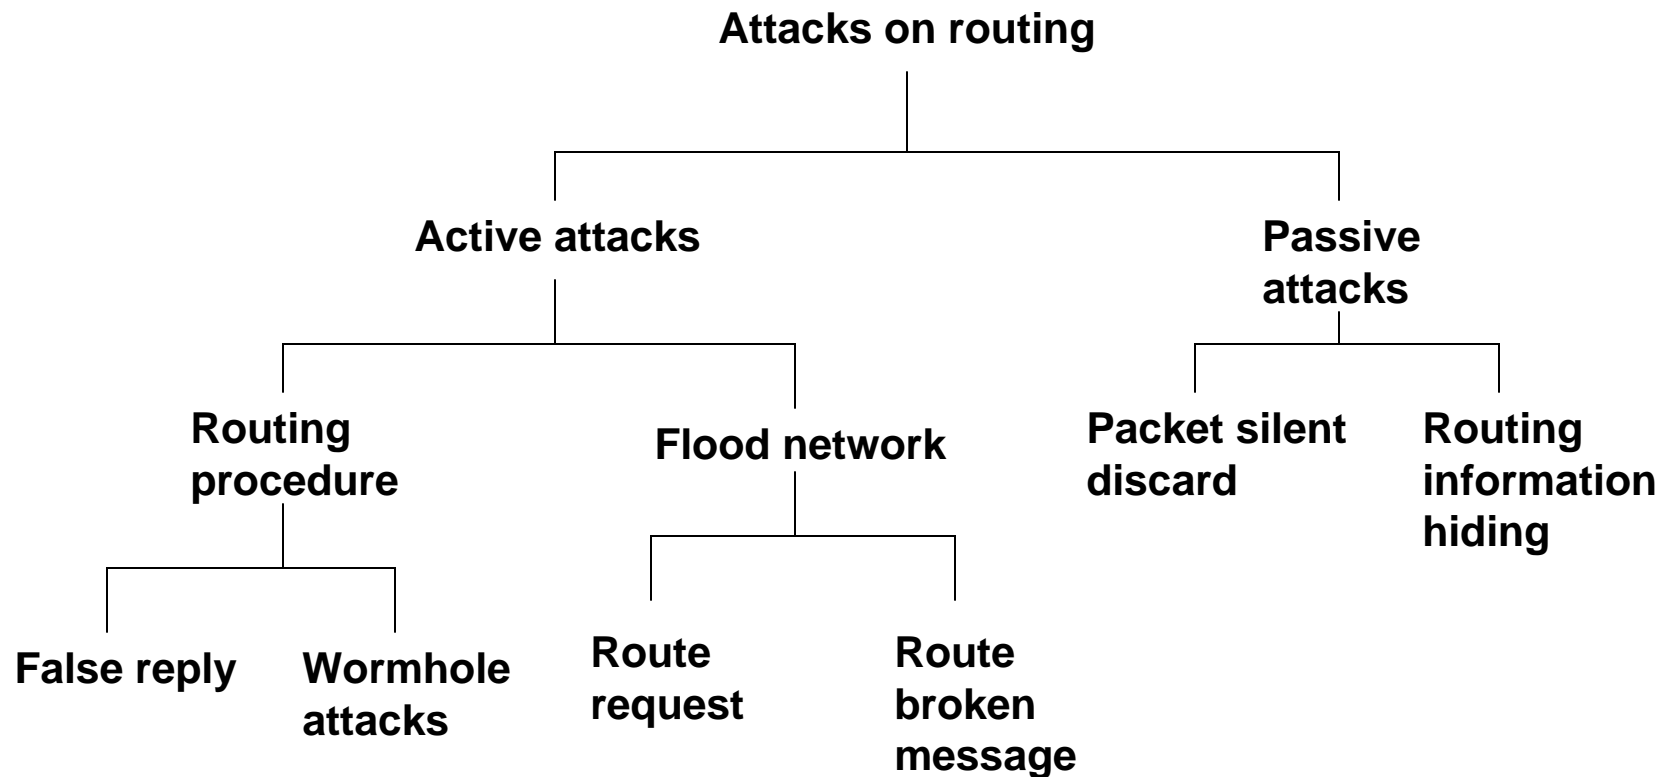 Attacks on routing
Active attacks
Passive
attacks
Routing
procedure
Flood network
Packet silent
discard
Routing
information
hiding
False reply
Wormhole
attacks
Route
request
Route
broken
message